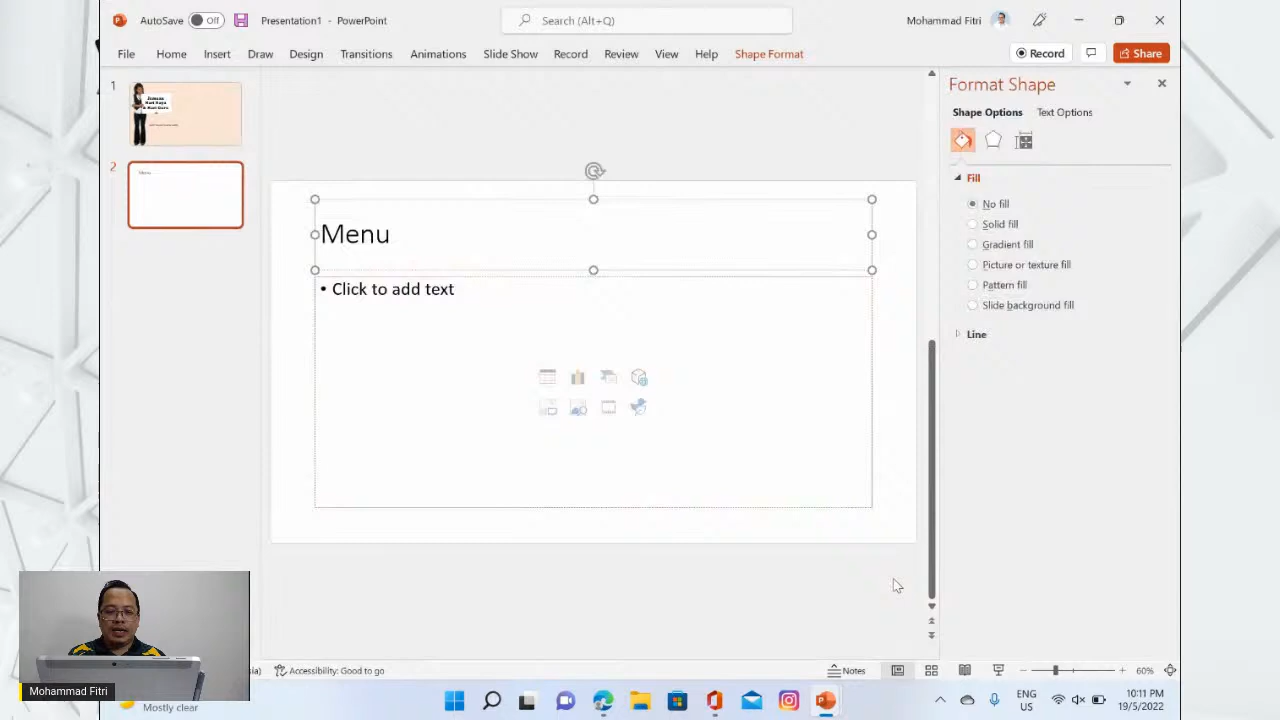 AutoSave Off Presentation1 - PowerPoint Search (Alt+Q) Mohammad Fitri
File Home Insert Draw Design Transitions Animations Slide Show Record Review View Help Shape Format Record Share
1
2
Menu
Menu
• Click to add text
Format Shape
Shape Options Text Options
Fill
No fill
Solid fill
Gradient fill
Picture or texture fill
Pattern fill
Slide background fill
Line
Mohammad Fitri
Accessibility: Good to go Notes 60%
Mostly clear
ENG
US
10:11 PM
19/5/2022